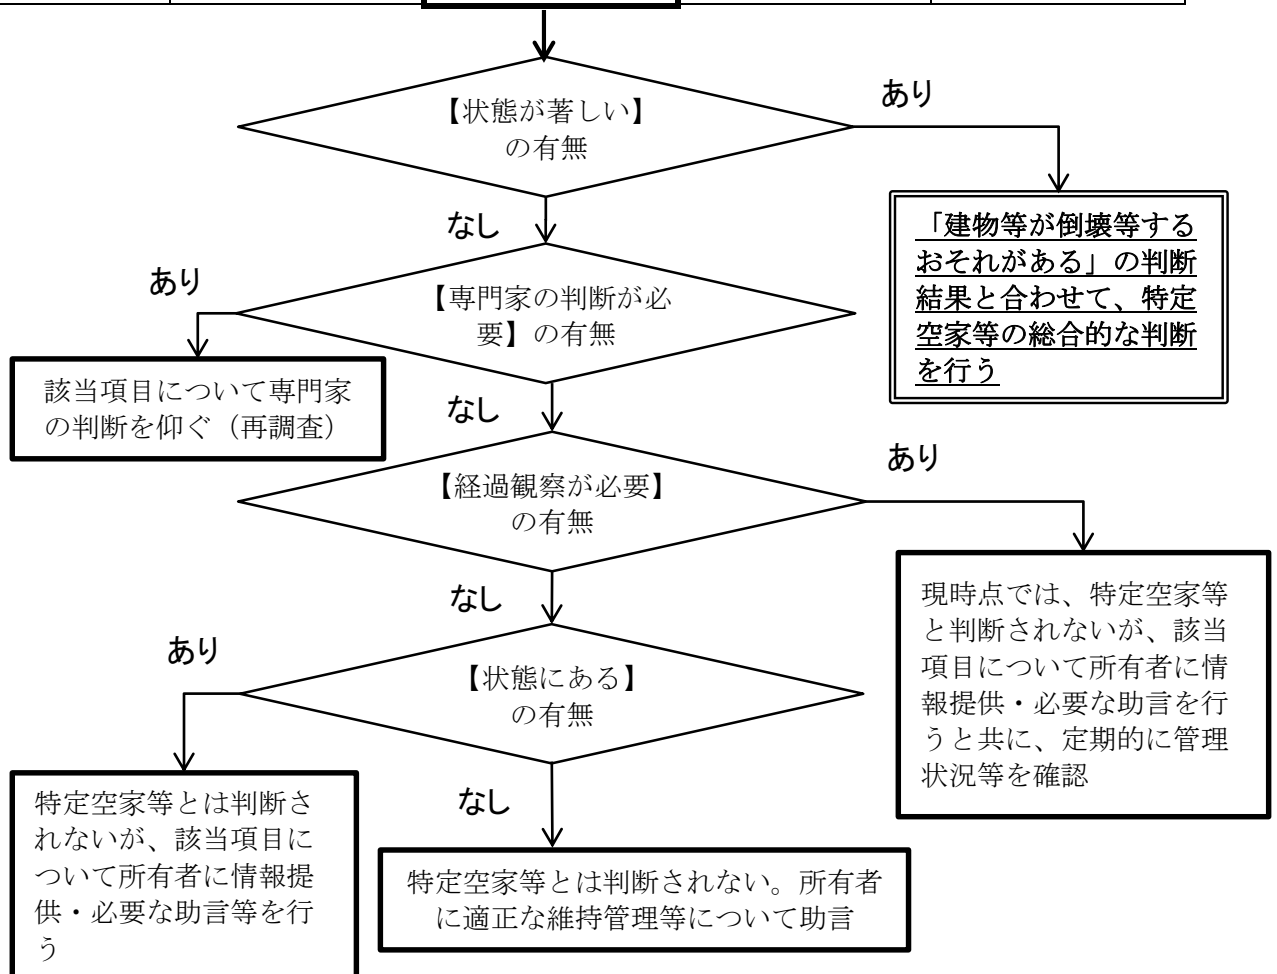 【状態が著しい】
の有無
あり
「建物等が倒壊等する
おそれがある」の判断
結果と合わせて、特定
空家等の総合的な判断
を行う
なし
【専門家の判断が必
要】の有無
あり
該当項目について専門家
の判断を仰ぐ（再調査）
なし
【経過観察が必要】
の有無
あり
現時点では、特定空家等
と判断されないが、該当
項目について所有者に情
報提供・必要な助言を行
うと共に、定期的に管理
状況等を確認
なし
【状態にある】
の有無
あり
特定空家等とは判断さ
れないが、該当項目に
ついて所有者に情報提
供・必要な助言等を行
う
なし
特定空家等とは判断されない。所有者
に適正な維持管理等について助言